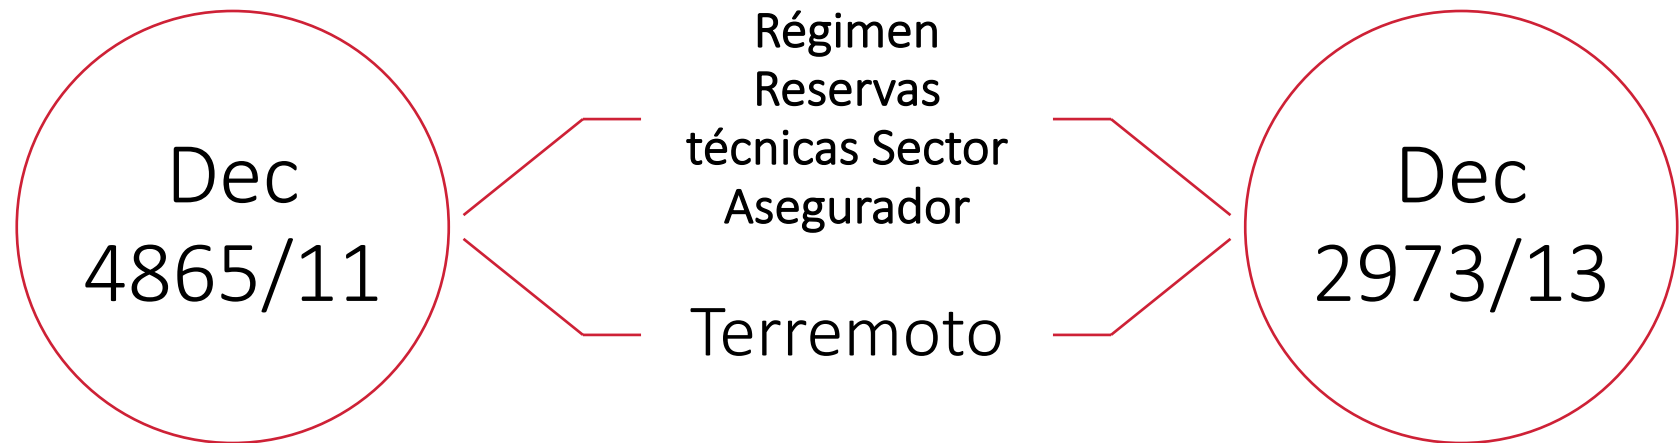 Dec
4865/11
Régimen
Reservas
técnicas Sector
Asegurador
Terremoto
Dec
2973/13